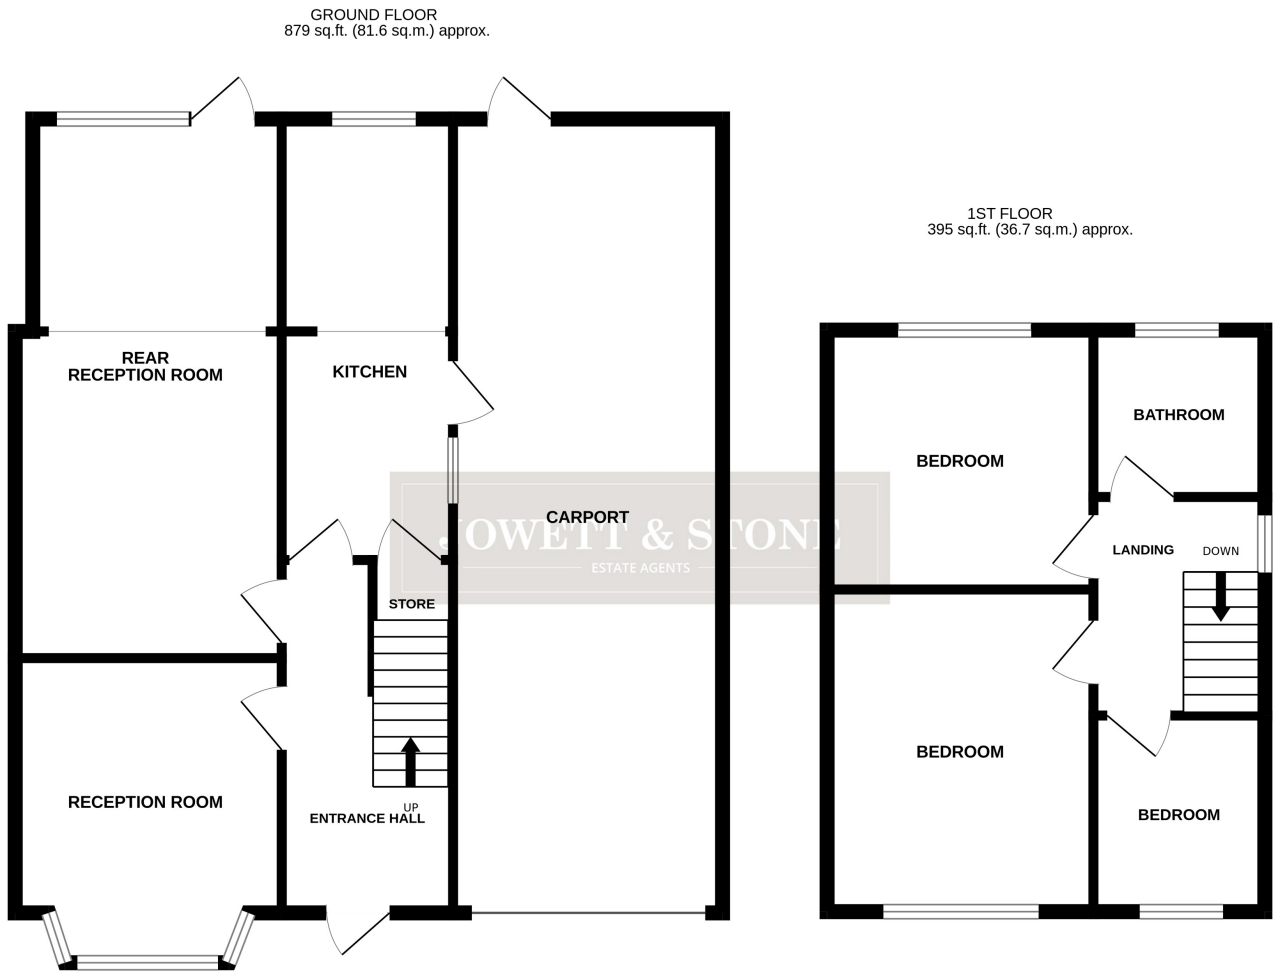 GROUND FLOOR
879 sq.ft. (81.6 sq.m.) approx.
1ST FLOOR
395 sq.ft. (36.7 sq.m.) approx.
REAR
RECEPTION ROOM
KITCHEN
CARPORT
STORE
RECEPTION ROOM
UP
ENTRANCE HALL
BEDROOM
BATHROOM
LANDING
DOWN
BEDROOM
BEDROOM
JOWETT & STONE
ESTATE AGENTS